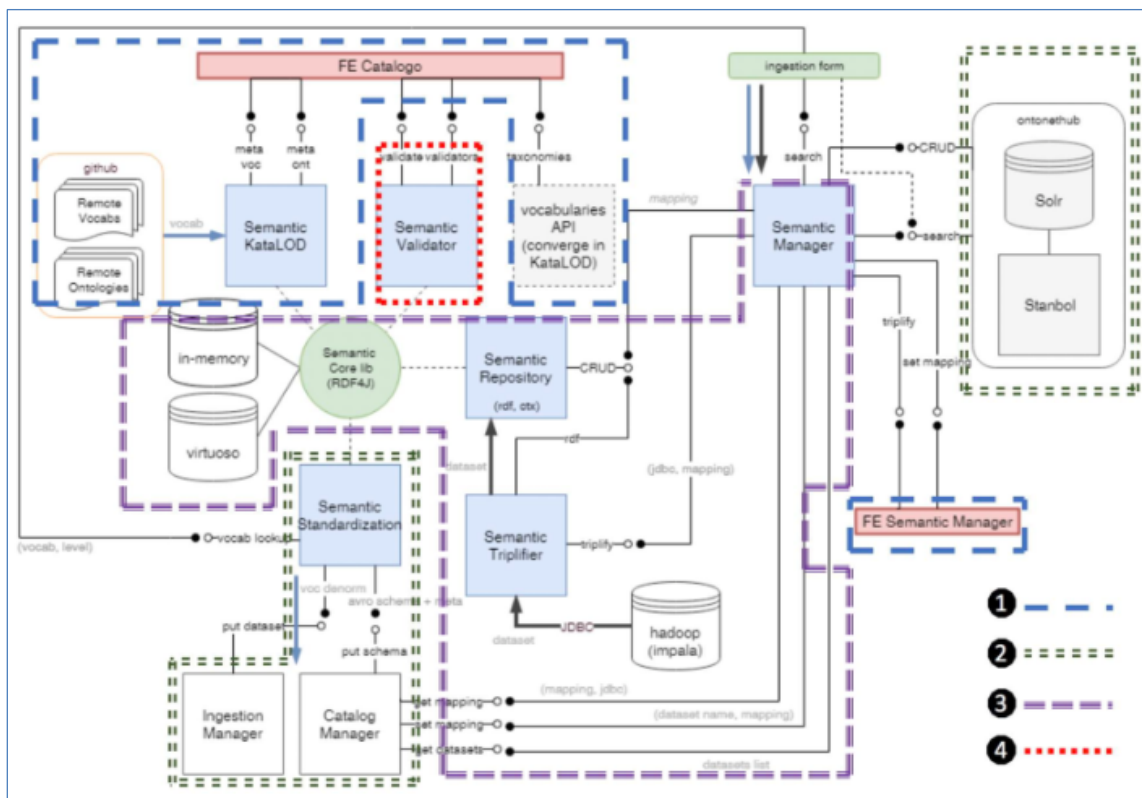 FE Catalogo
ingestion form
ontonethub
meta
voc
meta
ont
validate
validators
taxonomies
search
CRUD
github
Remote
Vocabs
vocab
Semantic
KataLOD
Semantic
Validator
vocabularies
API
(converge in
KataLOD)
mapping
Semantic
Manager
Solr
search
Remote
Ontologies
Stanbol
triplify
set mapping
in-memory
Semantic
Core lib
(RDF4J)
Semantic
Repository
(rdf, ctx)
CRUD
virtuoso
rdf
dataset
(jdbc, mapping)
Semantic
Standardization
FE Semantic Manager
(vocab, level)
vocab lookup
Semantic
Triplifier
triplify
voc denorm
avro schema + meta
JDBC
dataset
hadoop
(impala)
put dataset
put schema
Ingestion
Manager
Catalog
Manager
get mapping
(mapping, jdbc)
set mapping
(dataset name, mapping)
get datasets
datasets list
1
2
3
4